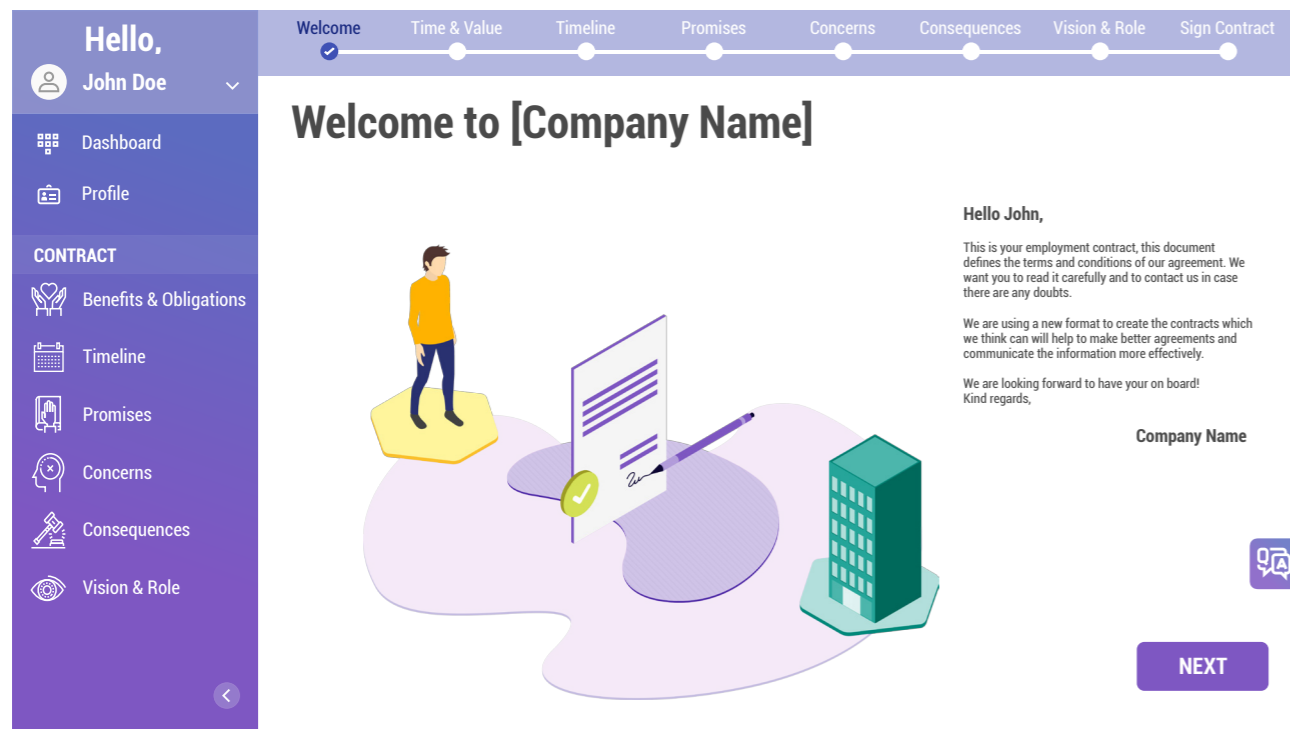 Hello,
John Doe
Dashboard
Profile
CONTRACT
Benefits & Obligations
Timeline
Promises
Concerns
Consequences
Vision & Role
Welcome
Time & Value
Timeline
Promises
Concerns
Consequences
Vision & Role
Sign Contract
Welcome to [Company Name]
Hello John,
This is your employment contract, this document
defines the terms and conditions of our agreement. We
want you to read it carefully and to contact us in case
there are any doubts.
We are using a new format to create the contracts which
we think can will help to make better agreements and
communicate the information more effectively.
We are looking forward to have your on board!
Kind regards,
Company Name
Q A
NEXT